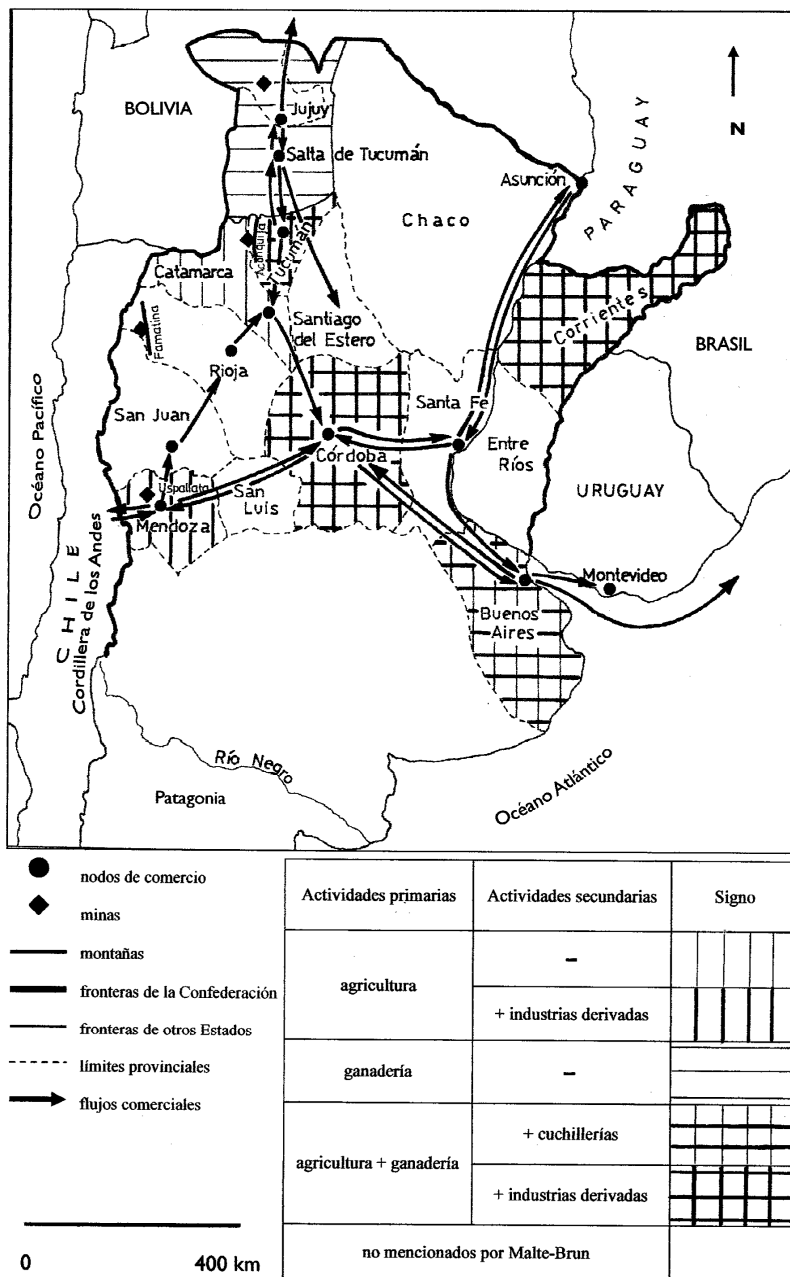 BOLIVIA
Jujuy
Salta de Tucumán
Asunción
PARAGUAY
N
Chaco
Aconquija
Tucumán
Catamarca
Famatina
Santiago
del Estero
Corrientes
BRASIL
Rioja
San Juan
Santa Fe
Córdoba
Entre
Ríos
URUGUAY
Uspallata
Mendoza
San
Luis
Montevideo
Buenos
Aires
Océano Pacífico
CHILE
Cordillera de los Andes
Río Negro
Patagonia
Océano Atlántico
nodos de comercio
minas
montañas
fronteras de la Confederación
fronteras de otros Estados
límites provinciales
flujos comerciales
0 400 km
Actividades primarias Actividades secundarias Signo
agricultura –
+ industrias derivadas
ganadería –
agricultura + ganadería + cuchillerías
+ industrias derivadas
no mencionados por Malte-Brun